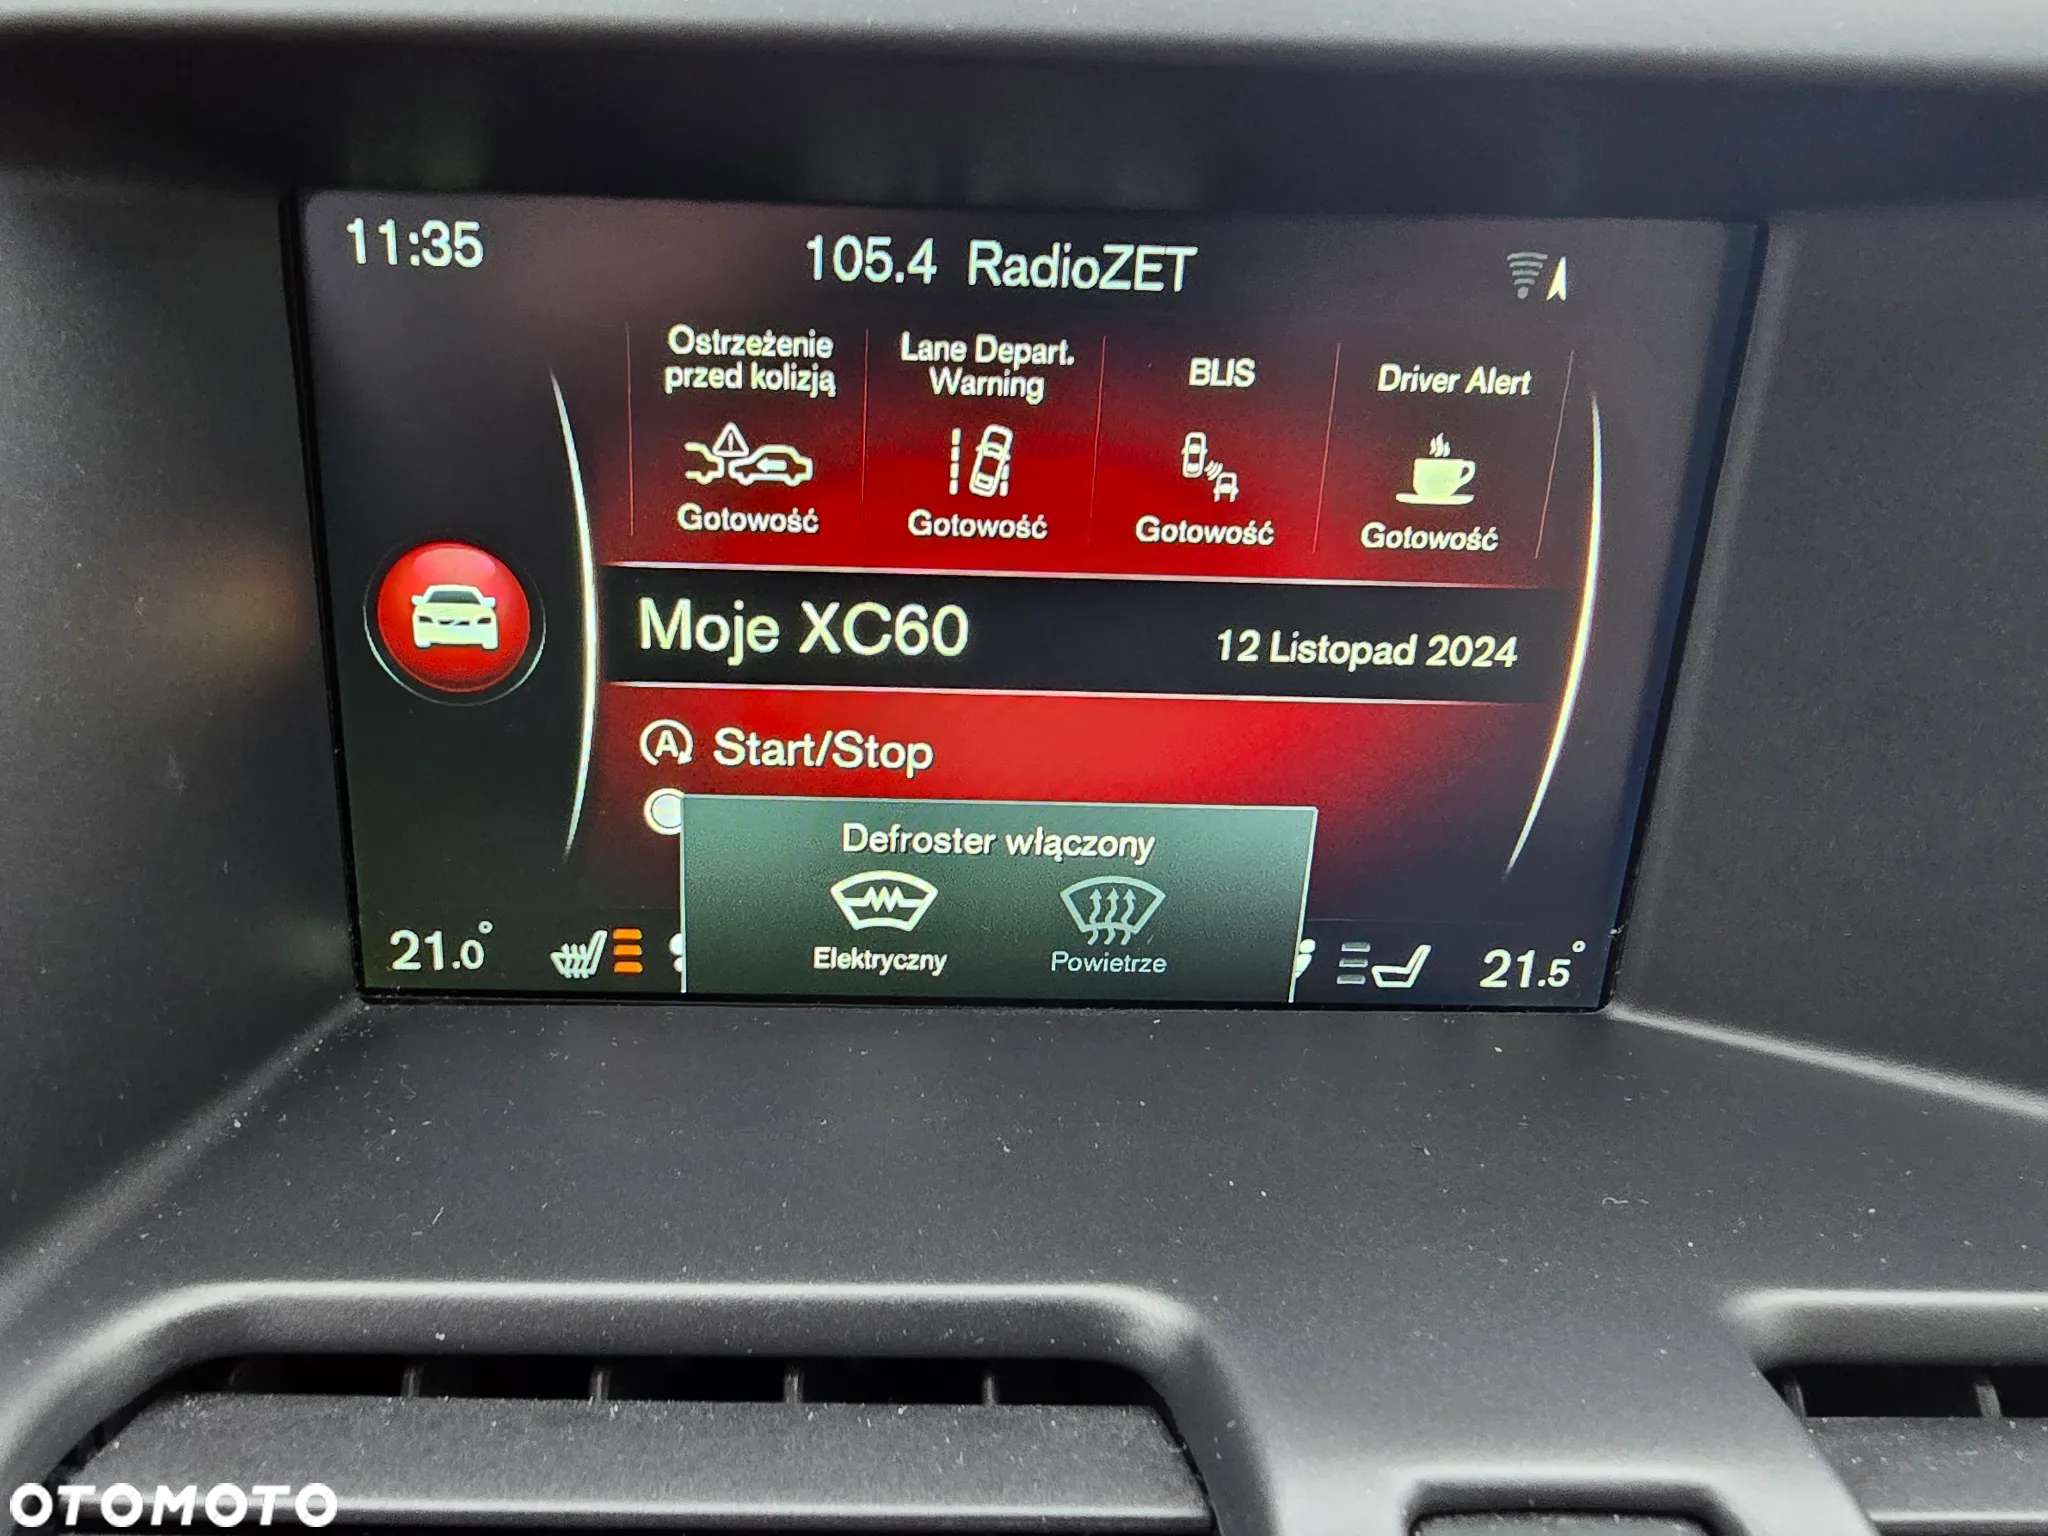 11:35
105.4 RadioZET
Ostrzeżenie
przed kolizją
Gotowość
Lane Depart.
Warning
Gotowość
BLIS
Gotowość
Driver Alert
Gotowość
Moje XC60
12 Listopad 2024
A Start/Stop
Defroster włączony
Elektryczny
Powietrze
21.0°
21.5°
OTOMOTO